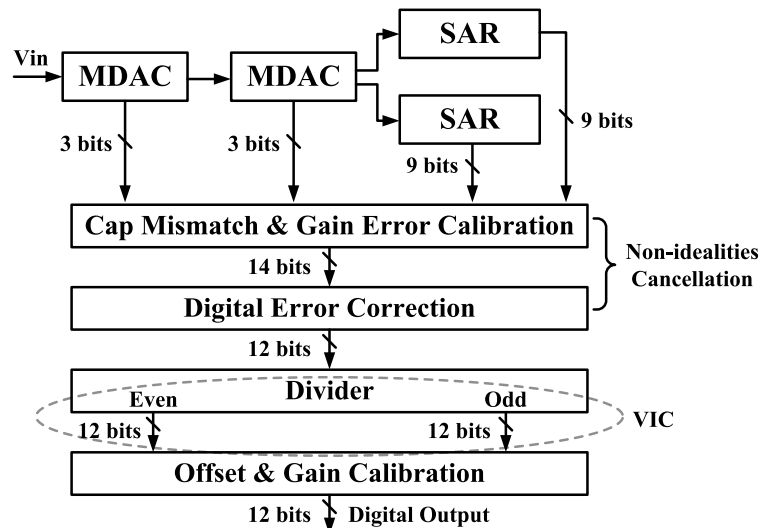 SAR
Vin
MDAC
MDAC
SAR
9 bits
3 bits
3 bits
9 bits
Cap Mismatch & Gain Error Calibration
Non-idealities
Cancellation
14 bits
Digital Error Correction
12 bits
Divider
Even
Odd
VIC
12 bits
12 bits
Offset & Gain Calibration
12 bits
Digital Output